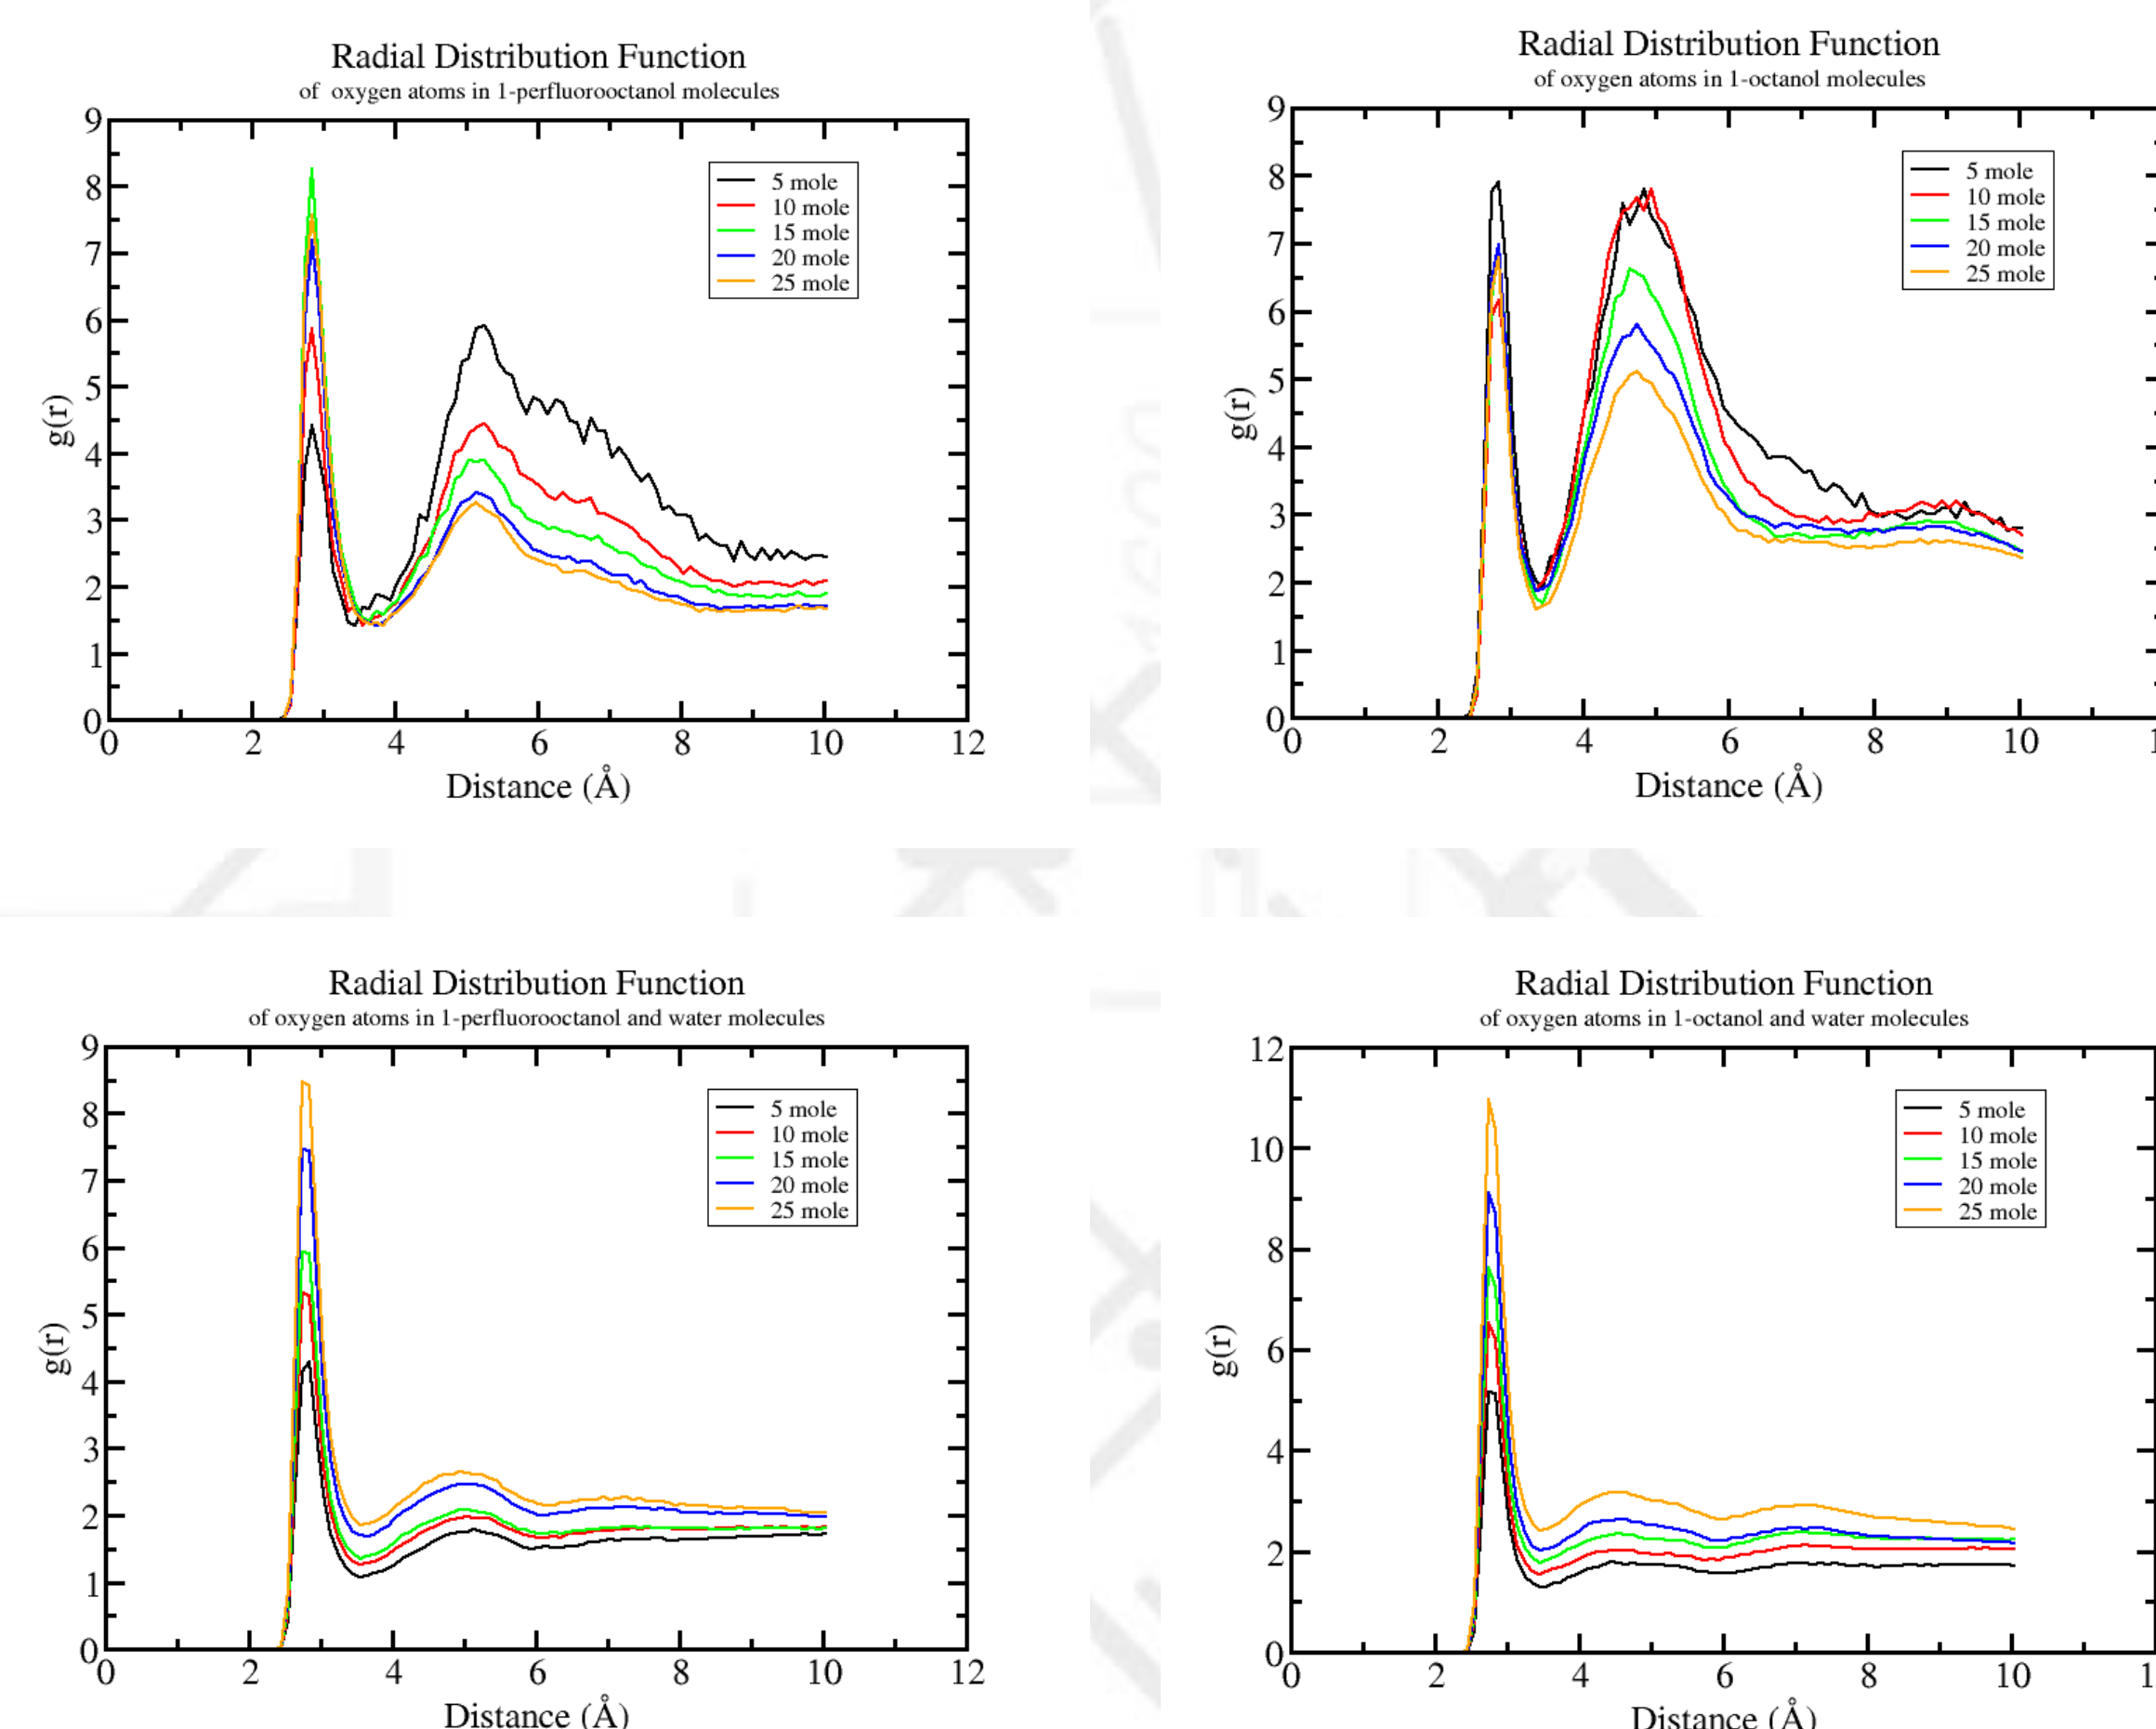 Radial Distribution Function
of oxygen atoms in 1-perfluorooctanol molecules
9
8
7
6
5
4
3
2
1
0
g(r)
5 mole
10 mole
15 mole
20 mole
25 mole
0 2 4 6 8 10 12
Distance (Å)
Radial Distribution Function
of oxygen atoms in 1-octanol molecules
9
8
7
6
5
4
3
2
1
0
g(r)
5 mole
10 mole
15 mole
20 mole
25 mole
0 2 4 6 8 10 1
Distance (Å)
Radial Distribution Function
of oxygen atoms in 1-perfluorooctanol and water molecules
9
8
7
6
5
4
3
2
1
0
g(r)
5 mole
10 mole
15 mole
20 mole
25 mole
0 2 4 6 8 10 12
Distance (Å)
Radial Distribution Function
of oxygen atoms in 1-octanol and water molecules
12
10
8
6
4
2
0
g(r)
5 mole
10 mole
15 mole
20 mole
25 mole
0 2 4 6 8 10 1
Distance (Å)